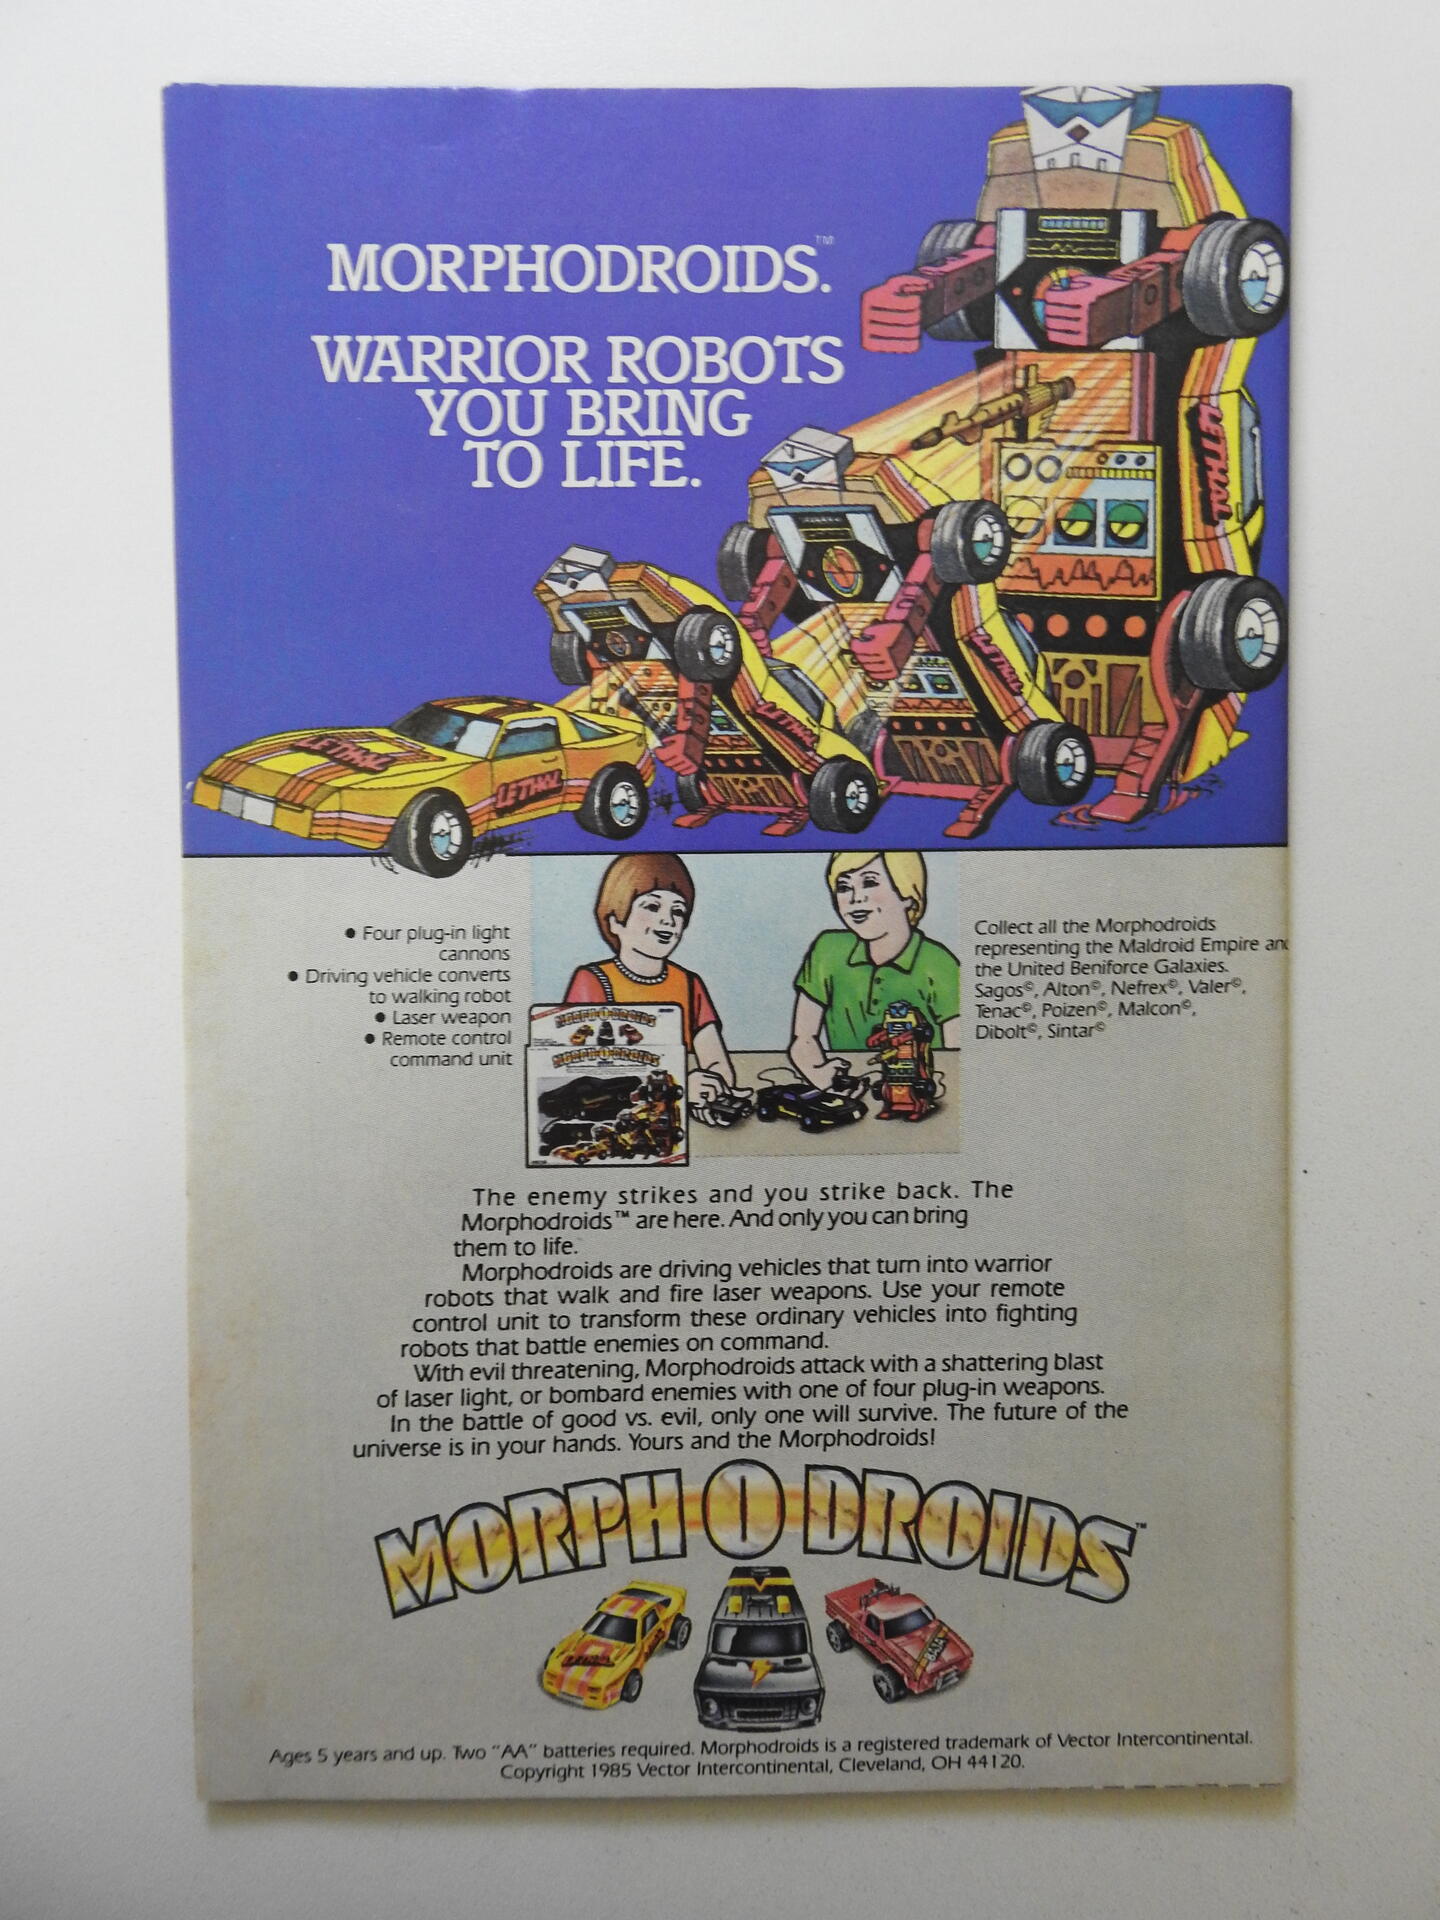 MORPHODROIDS.™
WARRIOR ROBOTS
YOU BRING
TO LIFE.
LETHAL
LETHAL
LETHAL
LETHAL
LETHAL
• Four plug-in light
cannons
• Driving vehicle converts
to walking robot
• Laser weapon
• Remote control
command unit
MORPH-O-DROIDS
MORPH-O-DROIDS
Collect all the Morphodroids
representing the Maldroid Empire and
the United Beniforce Galaxies.
Sagos©, Alton©, Nefrex©, Valer©,
Tenac©, Poizen©, Malcon©,
Dibolt©, Sintar©
The enemy strikes and you strike back. The
Morphodroids™ are here. And only you can bring
them to life.
Morphodroids are driving vehicles that turn into warrior
robots that walk and fire laser weapons. Use your remote
control unit to transform these ordinary vehicles into fighting
robots that battle enemies on command.
With evil threatening, Morphodroids attack with a shattering blast
of laser light, or bombard enemies with one of four plug-in weapons.
In the battle of good vs. evil, only one will survive. The future of the
universe is in your hands. Yours and the Morphodroids!
MORPH O DROIDS™
LETHAL
BAJA
Ages 5 years and up. Two "AA" batteries required. Morphodroids is a registered trademark of Vector Intercontinental.
Copyright 1985 Vector Intercontinental, Cleveland, OH 44120.